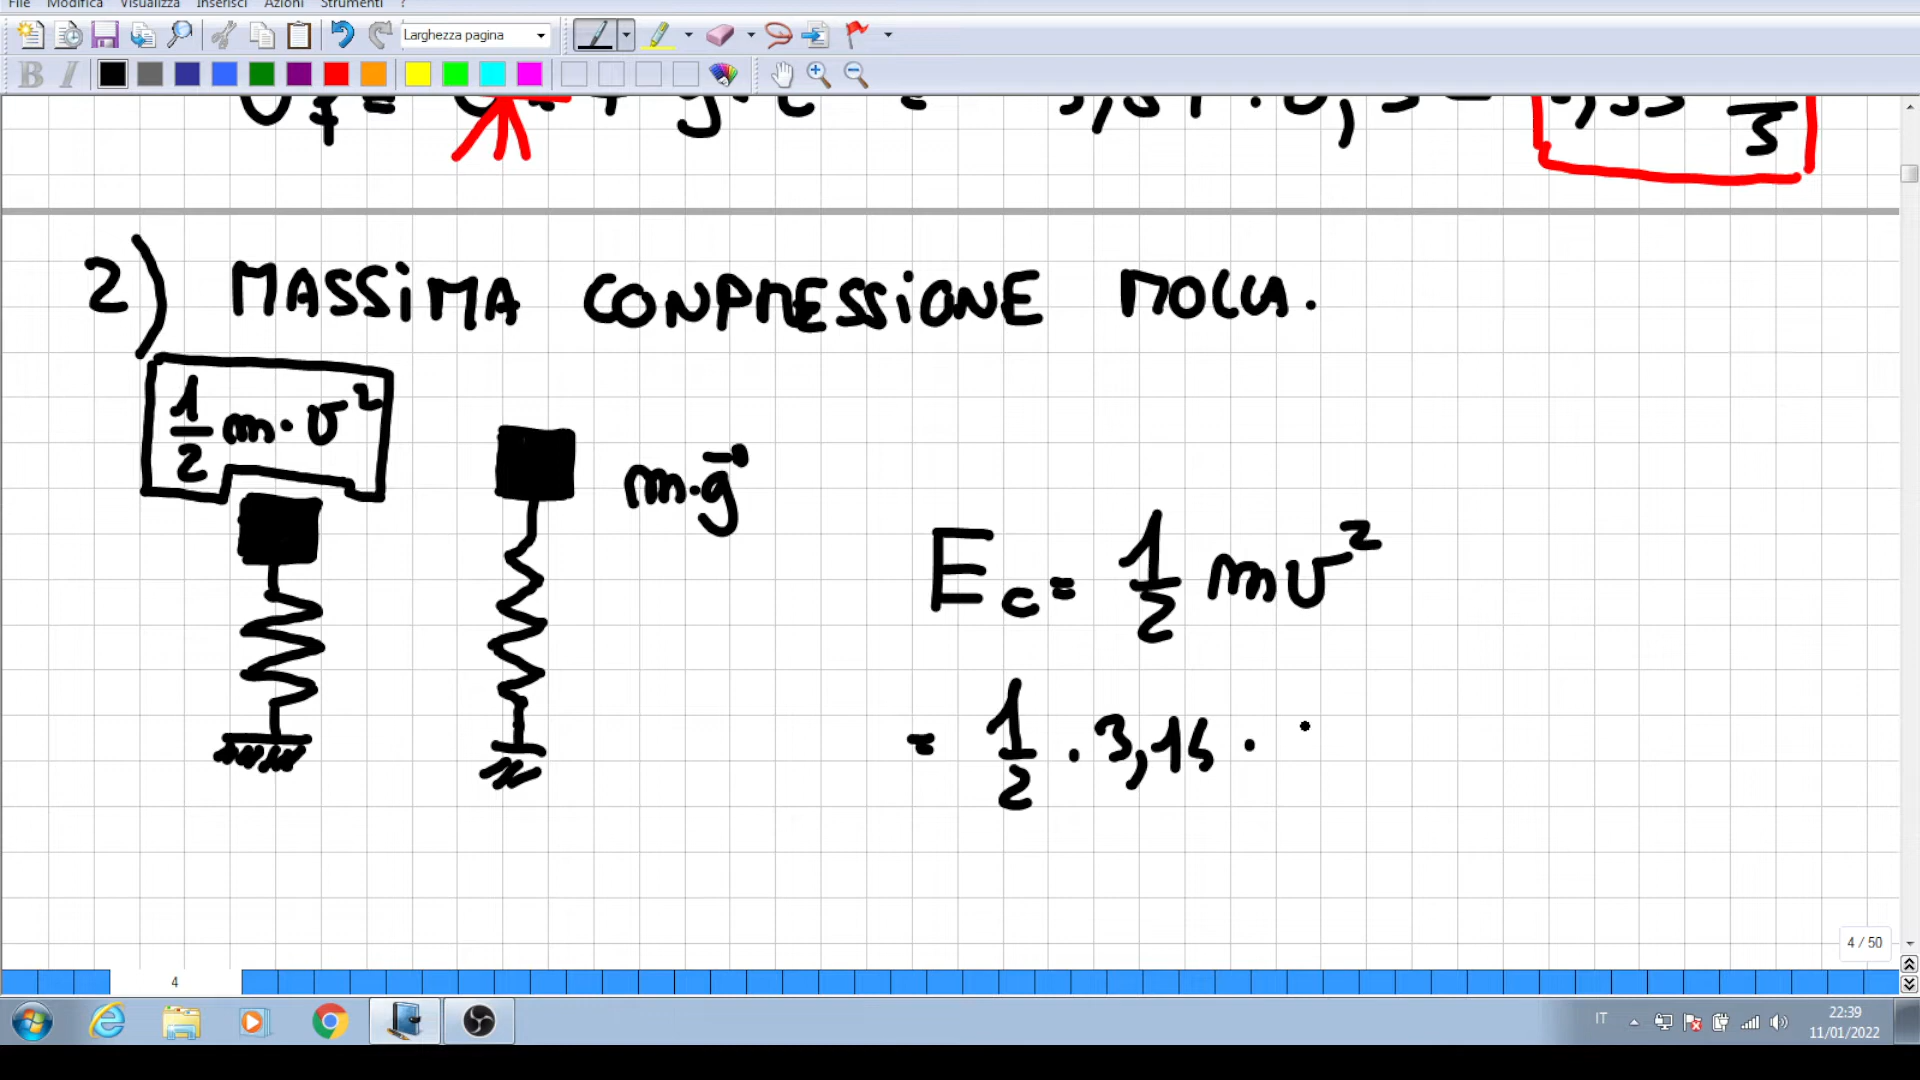 File Modifica Visualizza Inserisci Azioni Strumenti ?
Larghezza pagina
B I
2) MASSiMA CONPRESSiONE MOLLA.
1/2 m·v²
m·g⃗
Ec = 1/2 mv²
= 1/2 · 3,15 ·
4 / 50
4
IT
22:39
11/01/2022